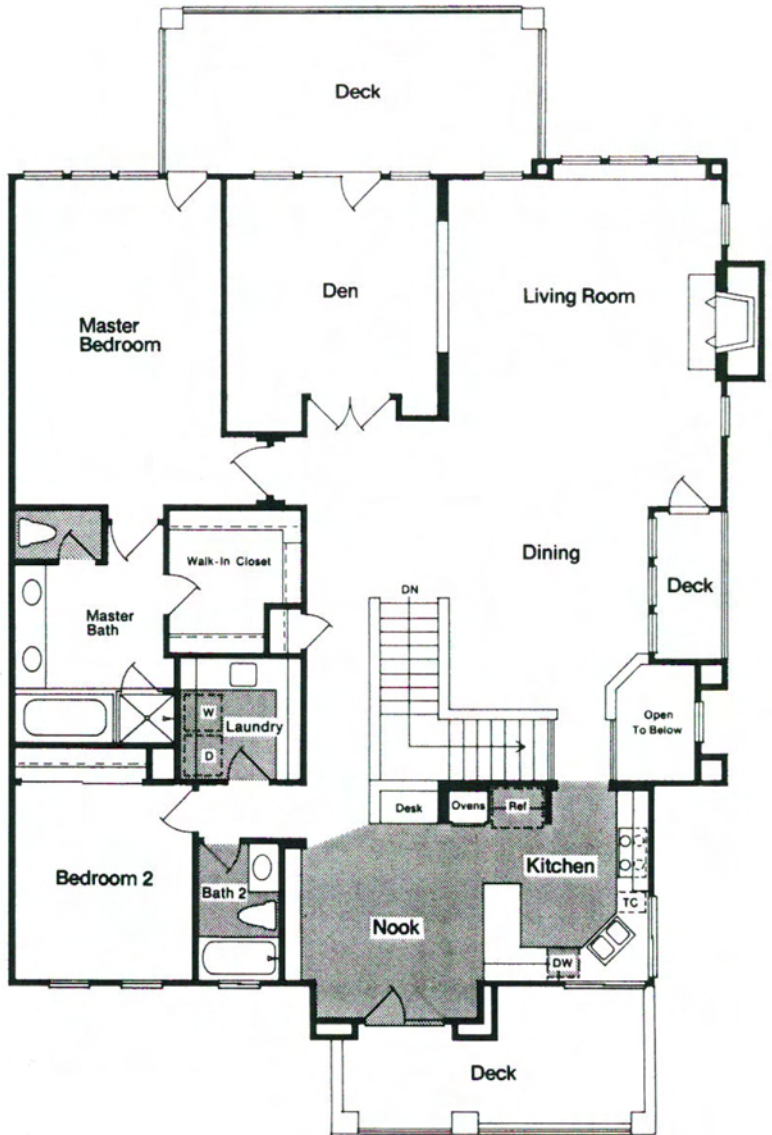 Deck
Living Room
Den
Master
Bedroom
Walk-In Closet
Dining
Deck
DN
Master
Bath
W
Laundry
D
Open
To Below
Desk
Ovens
Ref
Kitchen
Bedroom 2
Bath 2
TC
Nook
DW
Deck